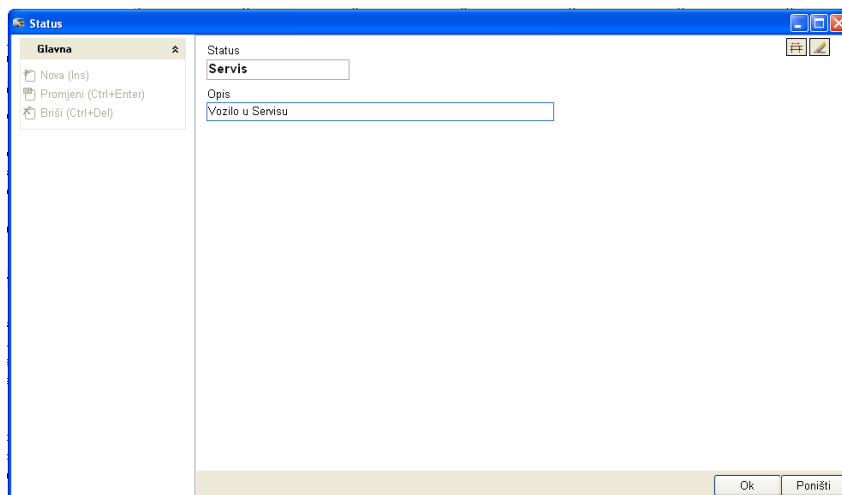 Status
Glavna
Nova (Ins)
Promjeni (Ctrl+Enter)
Briši (Ctrl+Del)
Status
Servis
Opis
Vozilo u Servisu
Ok
Poništi